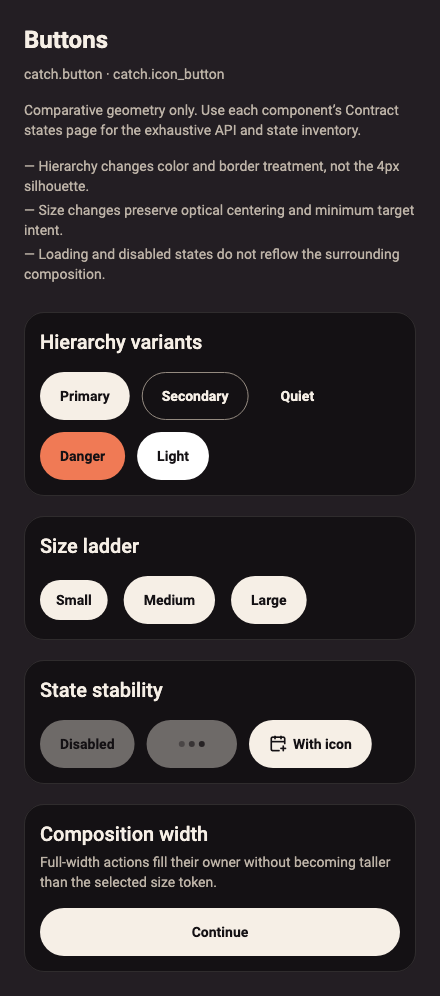 Buttons
catch.button · catch.icon_button
Comparative geometry only. Use each component’s Contract
states page for the exhaustive API and state inventory.
— Hierarchy changes color and border treatment, not the 4px
silhouette.
— Size changes preserve optical centering and minimum target
intent.
— Loading and disabled states do not reflow the surrounding
composition.
Hierarchy variants
Primary Secondary Quiet
Danger Light
Size ladder
Small Medium Large
State stability
Disabled With icon
Composition width
Full-width actions fill their owner without becoming taller
than the selected size token.
Continue